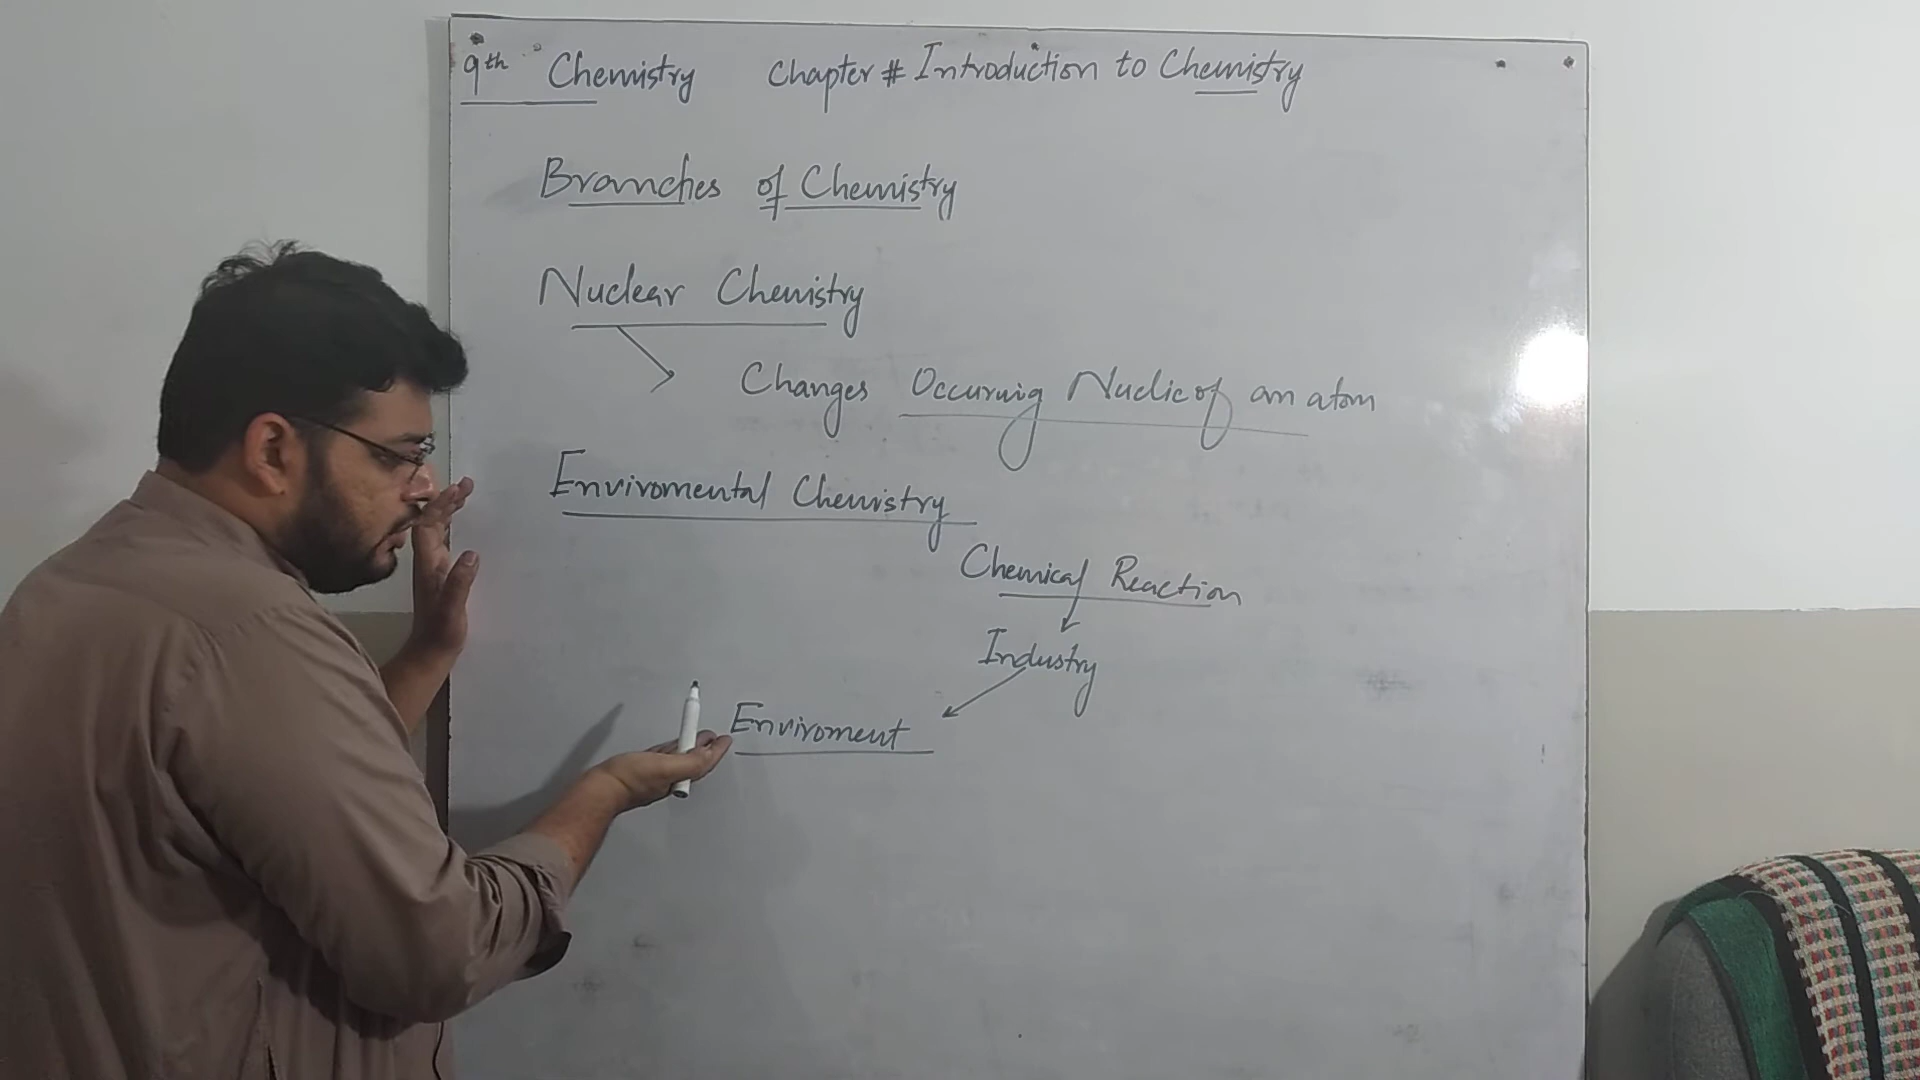 9th Chemistry Chapter # Introduction to Chemistry
Branches of Chemistry
Nuclear Chemistry
Changes Occuruig Nuclic of an atom
Enviromental Chemistry
Chemical Reaction
Industry
Enviroment